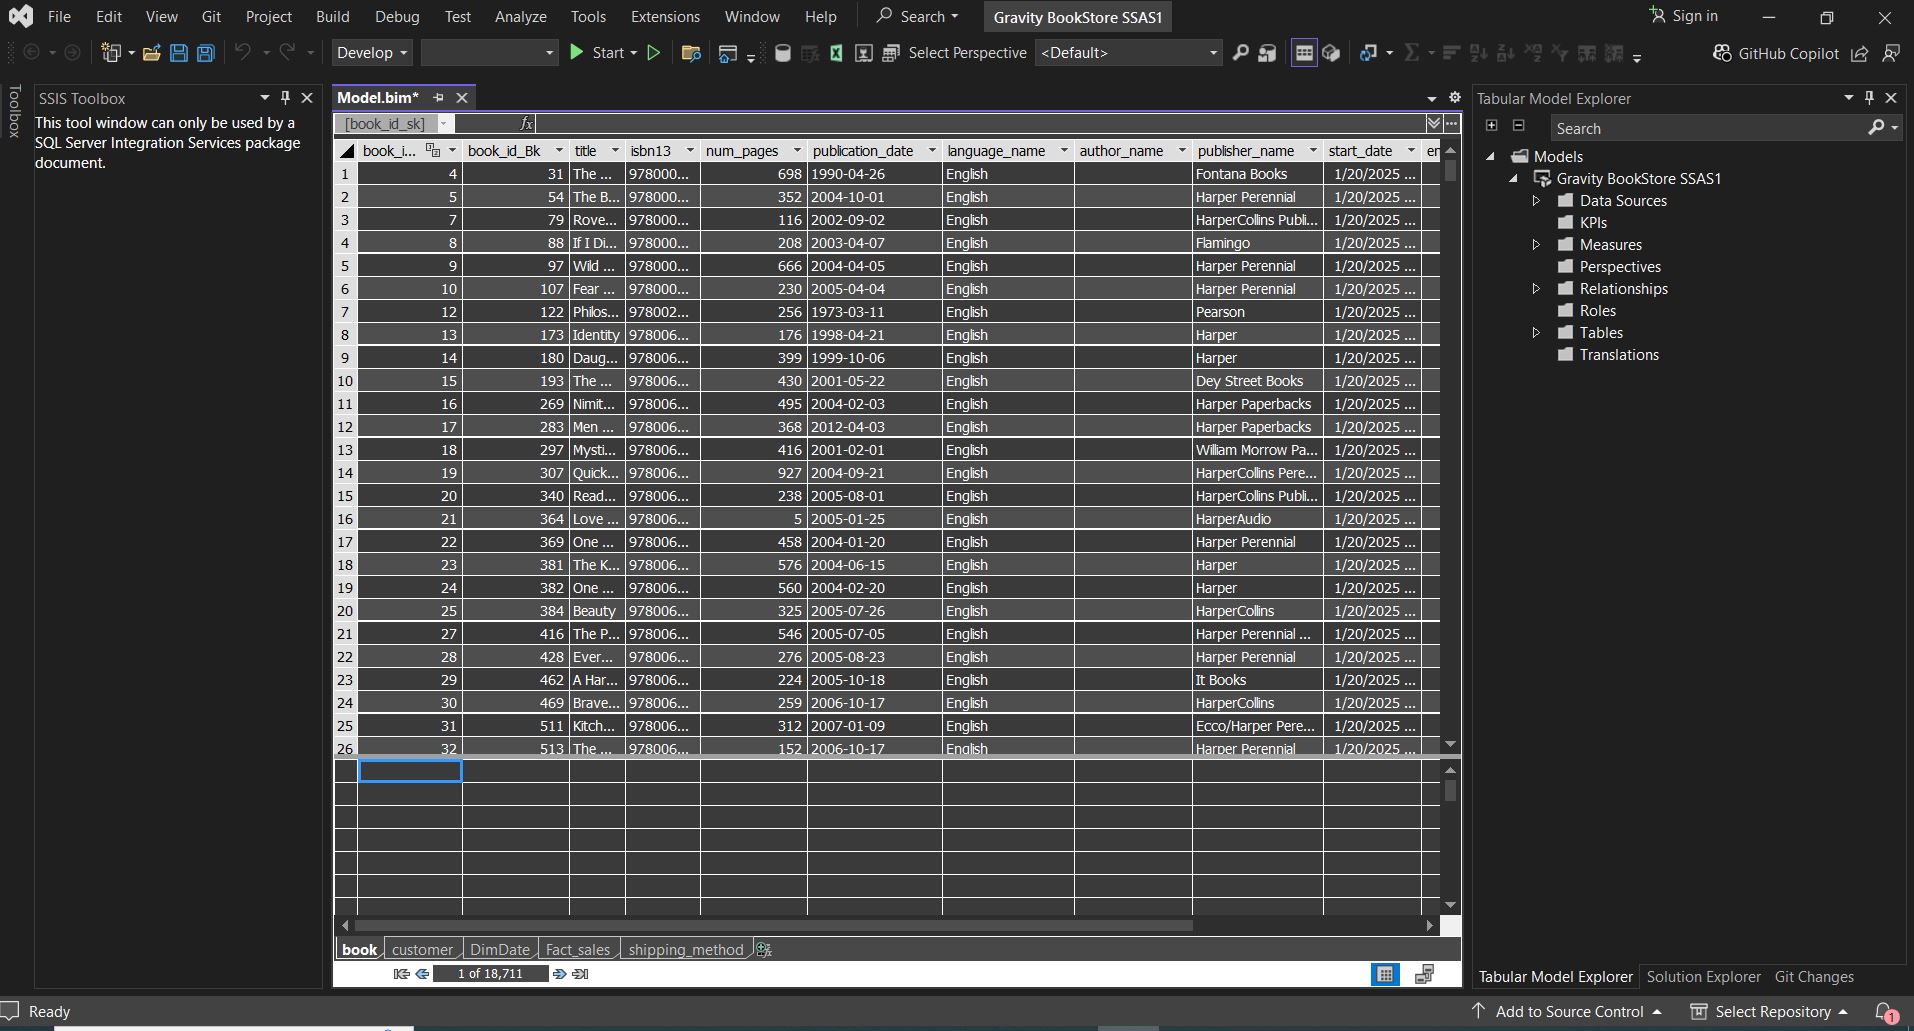 File Edit View Git Project Build Debug Test Analyze Tools Extensions Window Help Search Gravity BookStore SSAS1 Sign in
Develop Start Select Perspective <Default> GitHub Copilot
Toolbox
SSIS Toolbox
This tool window can only be used by a
SQL Server Integration Services package
document.
Model.bim*
[book_id_sk] fx
book_i... book_id_Bk title isbn13 num_pages publication_date language_name author_name publisher_name start_date en
1 4 31 The ... 978000... 698 1990-04-26 English Fontana Books 1/20/2025 ...
2 5 54 The B... 978000... 352 2004-10-01 English Harper Perennial 1/20/2025 ...
3 7 79 Rove... 978000... 116 2002-09-02 English HarperCollins Publi... 1/20/2025 ...
4 8 88 If I Di... 978000... 208 2003-04-07 English Flamingo 1/20/2025 ...
5 9 97 Wild ... 978000... 666 2004-04-05 English Harper Perennial 1/20/2025 ...
6 10 107 Fear ... 978000... 230 2005-04-04 English Harper Perennial 1/20/2025 ...
7 12 122 Philos... 978002... 256 1973-03-11 English Pearson 1/20/2025 ...
8 13 173 Identity 978006... 176 1998-04-21 English Harper 1/20/2025 ...
9 14 180 Daug... 978006... 399 1999-10-06 English Harper 1/20/2025 ...
10 15 193 The ... 978006... 430 2001-05-22 English Dey Street Books 1/20/2025 ...
11 16 269 Nimit... 978006... 495 2004-02-03 English Harper Paperbacks 1/20/2025 ...
12 17 283 Men ... 978006... 368 2012-04-03 English Harper Paperbacks 1/20/2025 ...
13 18 297 Mysti... 978006... 416 2001-02-01 English William Morrow Pa... 1/20/2025 ...
14 19 307 Quick... 978006... 927 2004-09-21 English HarperCollins Pere... 1/20/2025 ...
15 20 340 Read... 978006... 238 2005-08-01 English HarperCollins Publi... 1/20/2025 ...
16 21 364 Love ... 978006... 5 2005-01-25 English HarperAudio 1/20/2025 ...
17 22 369 One ... 978006... 458 2004-01-20 English Harper Perennial 1/20/2025 ...
18 23 381 The K... 978006... 576 2004-06-15 English Harper 1/20/2025 ...
19 24 382 One ... 978006... 560 2004-02-20 English Harper 1/20/2025 ...
20 25 384 Beauty 978006... 325 2005-07-26 English HarperCollins 1/20/2025 ...
21 27 416 The P... 978006... 546 2005-07-05 English Harper Perennial ... 1/20/2025 ...
22 28 428 Ever... 978006... 276 2005-08-23 English Harper Perennial 1/20/2025 ...
23 29 462 A Har... 978006... 224 2005-10-18 English It Books 1/20/2025 ...
24 30 469 Brave... 978006... 259 2006-10-17 English HarperCollins 1/20/2025 ...
25 31 511 Kitch... 978006... 312 2007-01-09 English Ecco/Harper Pere... 1/20/2025 ...
26 32 513 The ... 978006... 152 2006-10-17 English Harper Perennial 1/20/2025 ...
book customer DimDate Fact_sales shipping_method
1 of 18,711
Tabular Model Explorer
Search
Models
Gravity BookStore SSAS1
Data Sources
KPIs
Measures
Perspectives
Relationships
Roles
Tables
Translations
Tabular Model Explorer Solution Explorer Git Changes
Ready Add to Source Control Select Repository 1